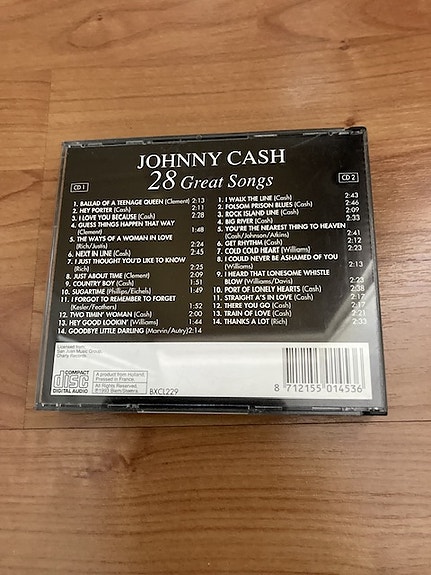 JOHNNY CASH
28 Great Songs
CD 1
1. BALLAD OF A TEENAGE QUEEN (Clement) 2:13
2. HEY PORTER (Cash) 2:11
3. I LOVE YOU BECAUSE (Cash) 2:28
4. GUESS THINGS HAPPEN THAT WAY
(Clement) 1:48
5. THE WAYS OF A WOMAN IN LOVE
(Rich/Justis) 2:24
6. NEXT IN LINE (Cash) 2:45
7. I JUST THOUGHT YOU'D LIKE TO KNOW
(Rich) 2:25
8. JUST ABOUT TIME (Clement) 2:09
9. COUNTRY BOY (Cash) 1:51
10. SUGARTIME (Phillips/Eichels) 1:49
11. I FORGOT TO REMEMBER TO FORGET
(Kesler/Feathers) 1:52
12. TWO TIMIN' WOMAN (Cash) 2:00
13. HEY GOOD LOOKIN' (Williams) 1:44
14. GOODBYE LITTLE DARLING (Marvin/Autry) 2:14
CD 2
1. I WALK THE LINE (Cash) 2:43
2. FOLSOM PRISON BLUES (Cash) 2:46
3. ROCK ISLAND LINE (Cash) 2:09
4. BIG RIVER (Cash) 2:33
5. YOU'RE THE NEAREST THING TO HEAVEN
(Cash/Johnson/Atkins) 2:41
6. GET RHYTHM (Cash) 2:12
7. COLD COLD HEART (Williams) 2:23
8. I COULD NEVER BE ASHAMED OF YOU
(Williams) 2:13
9. I HEARD THAT LONESOME WHISTLE
BLOW (Williams/Davis) 2:23
10. PORT OF LONELY HEARTS (Cash) 2:38
11. STRAIGHT A'S IN LOVE (Cash) 2:17
12. THERE YOU GO (Cash) 2:17
13. TRAIN OF LOVE (Cash) 2:21
14. THANKS A LOT (Rich) 2:33
Licensed from
San Juan Music Group,
Charly Records
COMPACT
disc
DIGITAL AUDIO
A product from Holland.
Pressed in France.
All Rights Reserved.
BXCL229
8 712155 014536